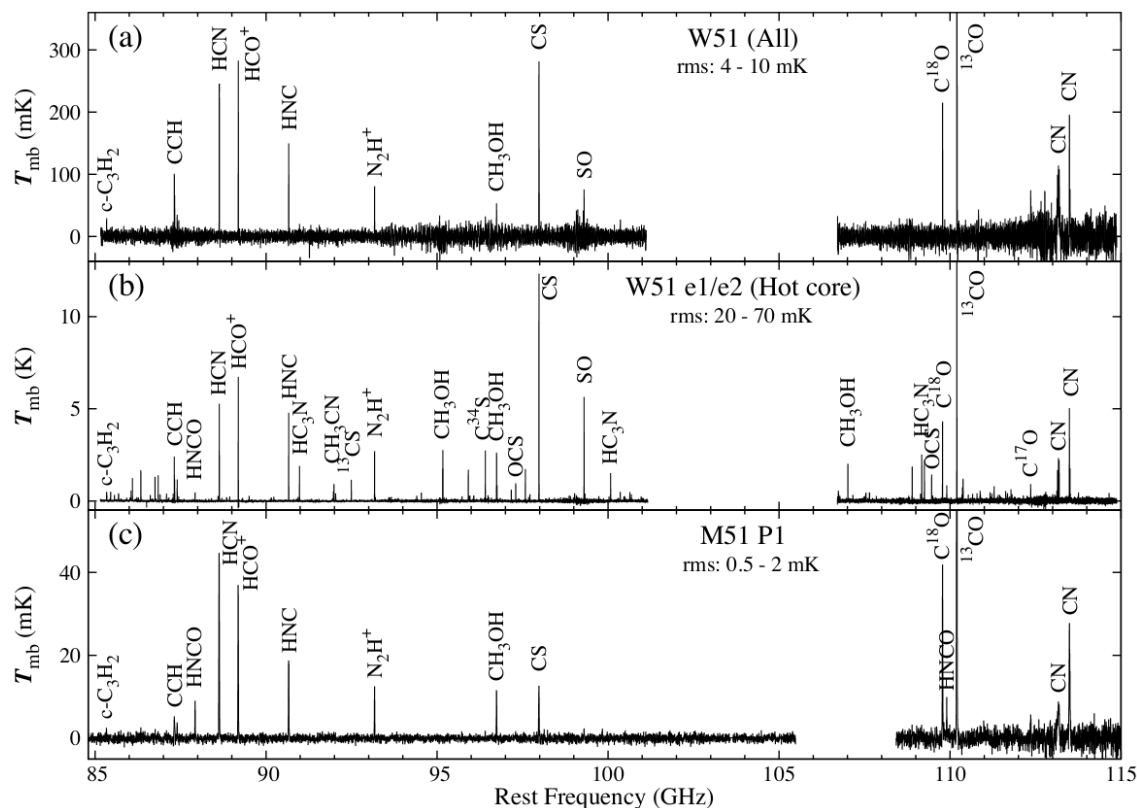 (a)
W51 (All)
rms: 4 - 10 mK
c-C₃H₂
CCH
HCN
HCO⁺
HNC
N₂H⁺
CH₃OH
CS
SO
C¹⁸O
¹³CO
CN
CN
300
200
100
0
Tmb (mK)
(b)
W51 e1/e2 (Hot core)
rms: 20 - 70 mK
c-C₃H₂
CCH
HNCO
HCN
HCO⁺
HNC
HC₃N
CH₃CN
¹³CS
N₂H⁺
CH₃OH
C³⁴S
CH₃OH
OCS
CS
SO
HC₃N
CH₃OH
HC₃N
OCS
C¹⁸O
¹³CO
C¹⁷O
CN
CN
10
5
0
Tmb (K)
(c)
M51 P1
rms: 0.5 - 2 mK
c-C₃H₂
CCH
HNCO
HCN
HCO⁺
HNC
N₂H⁺
CH₃OH
CS
C¹⁸O
HNCO
¹³CO
CN
CN
40
20
0
Tmb (mK)
85 90 95 100 105 110 115
Rest Frequency (GHz)